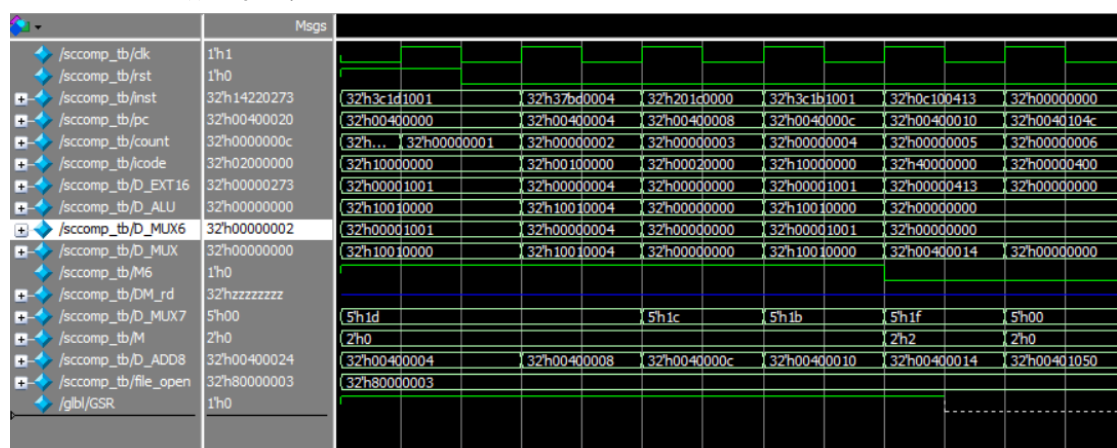 Msgs
/sccomp_tb/clk 1'h1
/sccomp_tb/rst 1'h0
/sccomp_tb/inst 32'h14220273 32'h3c1d1001 32'h37bd0004 32'h201c0000 32'h3c1b1001 32'h0c100413 32'h00000000
/sccomp_tb/pc 32'h00400020 32'h00400000 32'h00400004 32'h00400008 32'h0040000c 32'h00400010 32'h0040104c
/sccomp_tb/count 32'h0000000c 32'h... 32'h00000001 32'h00000002 32'h00000003 32'h00000004 32'h00000005 32'h00000006
/sccomp_tb/icode 32'h02000000 32'h10000000 32'h00100000 32'h00020000 32'h10000000 32'h40000000 32'h00000400
/sccomp_tb/D_EXT16 32'h00000273 32'h00001001 32'h00000004 32'h00000000 32'h00001001 32'h00000413 32'h00000000
/sccomp_tb/D_ALU 32'h00000000 32'h10010000 32'h10010004 32'h00000000 32'h10010000 32'h00000000
/sccomp_tb/D_MUX6 32'h00000002 32'h00001001 32'h00000004 32'h00000000 32'h00001001 32'h00000000
/sccomp_tb/D_MUX 32'h00000000 32'h10010000 32'h10010004 32'h00000000 32'h10010000 32'h00400014 32'h00000000
/sccomp_tb/M6 1'h0
/sccomp_tb/DM_rd 32'hzzzzzzzz
/sccomp_tb/D_MUX7 5'h00 5'h1d 5'h1c 5'h1b 5'h1f 5'h00
/sccomp_tb/M 2'h0 2'h0 2'h2 2'h0
/sccomp_tb/D_ADD8 32'h00400024 32'h00400004 32'h00400008 32'h0040000c 32'h00400010 32'h00400014 32'h00401050
/sccomp_tb/file_open 32'h80000003 32'h80000003
/glbl/GSR 1'h0